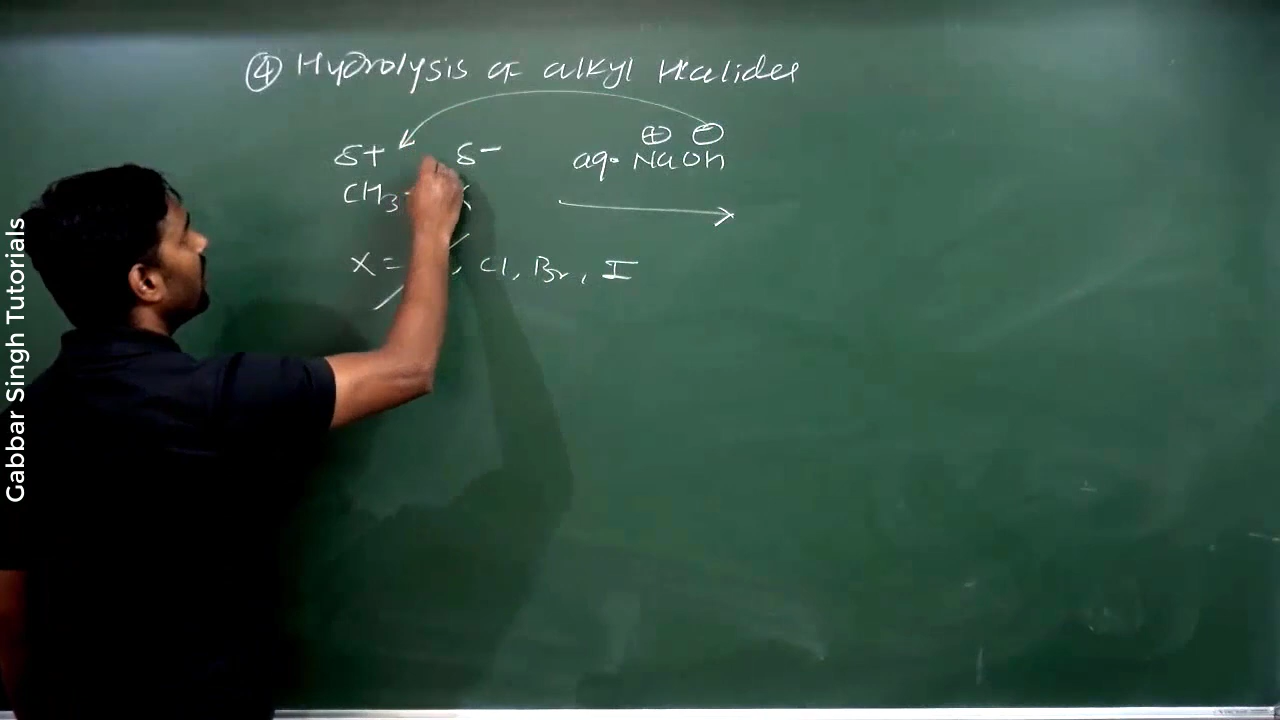 ④ Hydrolysis of alkyl Halides
δ+ δ- aq. NaOH
⊕ ⊖
CH3- X
X = , Cl, Br, I
Gabbar Singh Tutorials